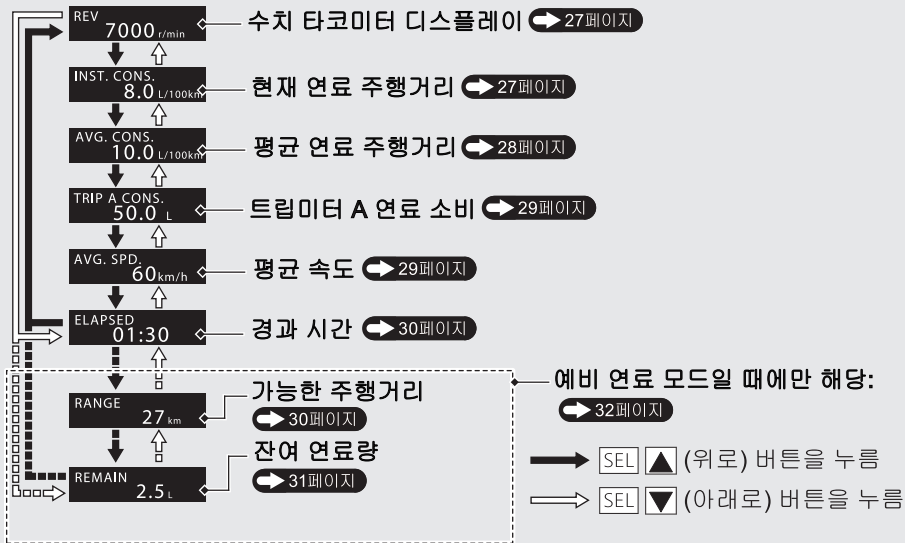 REV
7000 r/min
수치 타코미터 디스플레이 27페이지
INST. CONS.
8.0 L/100km
현재 연료 주행거리 27페이지
AVG. CONS.
10.0 L/100km
평균 연료 주행거리 28페이지
TRIP A CONS.
50.0 L
트립미터 A 연료 소비 29페이지
AVG. SPD.
60km/h
평균 속도 29페이지
ELAPSED
01:30
경과 시간 30페이지
RANGE
27 km
가능한 주행거리
30페이지
REMAIN
2.5 L
잔여 연료량
31페이지
예비 연료 모드일 때에만 해당:
32페이지
SEL ▲ (위로) 버튼을 누름
SEL ▼ (아래로) 버튼을 누름